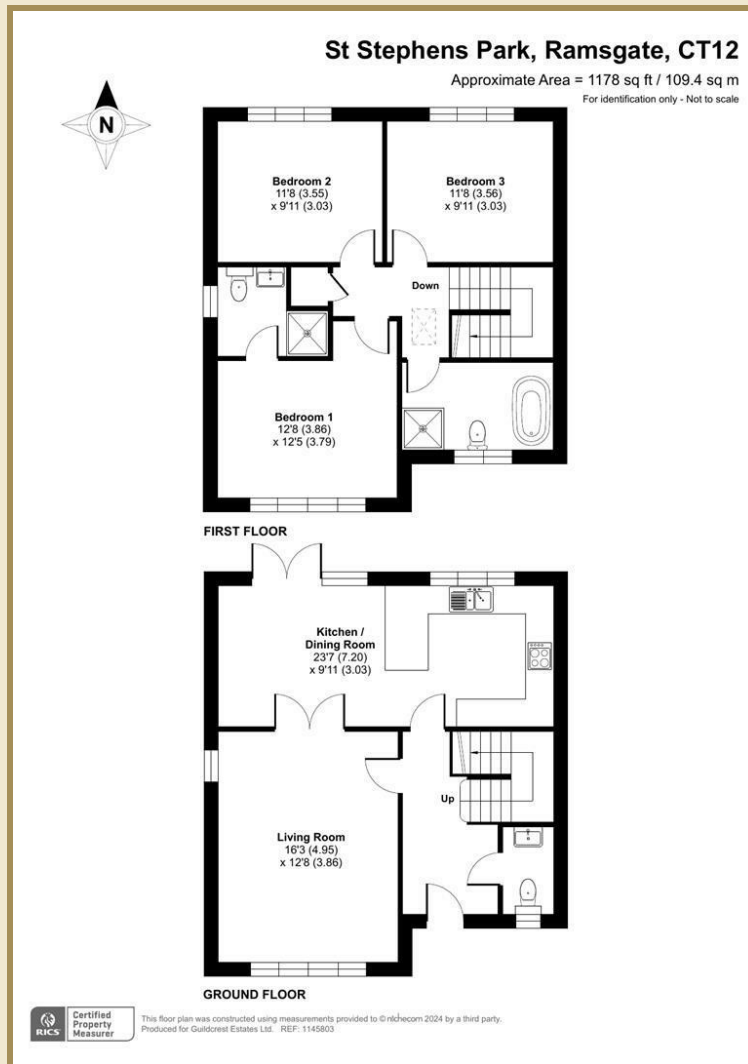 St Stephens Park, Ramsgate, CT12
Approximate Area = 1178 sq ft / 109.4 sq m
For identification only - Not to scale
N
Bedroom 2
11'8 (3.55)
x 9'11 (3.03)
Bedroom 3
11'8 (3.56)
x 9'11 (3.03)
Down
Bedroom 1
12'8 (3.86)
x 12'5 (3.79)
FIRST FLOOR
Kitchen /
Dining Room
23'7 (7.20)
x 9'11 (3.03)
Up
Living Room
16'3 (4.95)
x 12'8 (3.86)
GROUND FLOOR
RICS
Certified
Property
Measurer
This floor plan was constructed using measurements provided to © nichecom 2024 by a third party.
Produced for Guildcrest Estates Ltd. REF: 1145803